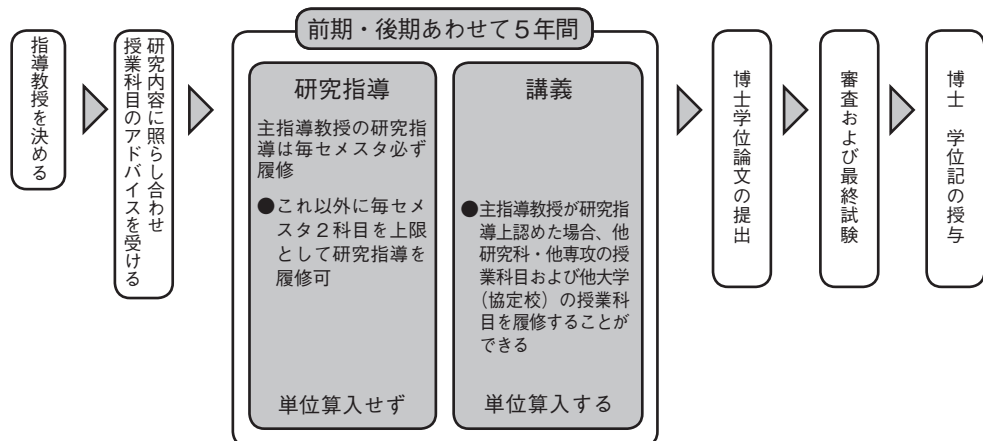 指導教授を決める
研究内容に照らし合わせ
授業科目のアドバイスを受ける
前期・後期あわせて５年間
研究指導
主指導教授の研究指
導は毎セメスタ必ず
履修
●これ以外に毎セメ
スタ２科目を上限
として研究指導を
履修可
単位算入せず
講義
●主指導教授が研究指
導上認めた場合、他
研究科・他専攻の授
業科目および他大学
（協定校）の授業科
目を履修することが
できる
単位算入する
博士学位論文の提出
審査および最終試験
博士　学位記の授与